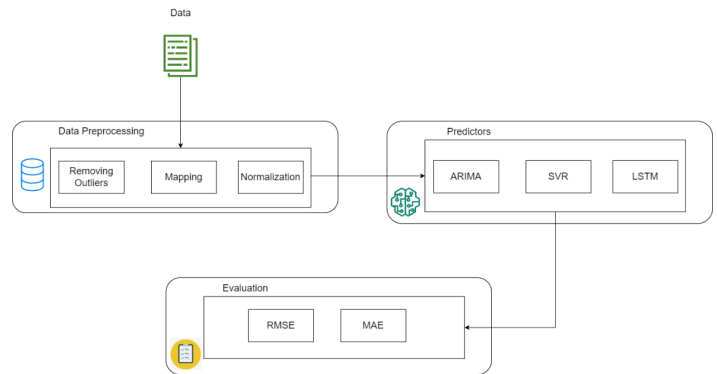 Data
Data Preprocessing
Removing
Outliers
Mapping
Normalization
Predictors
ARIMA
SVR
LSTM
Evaluation
RMSE
MAE